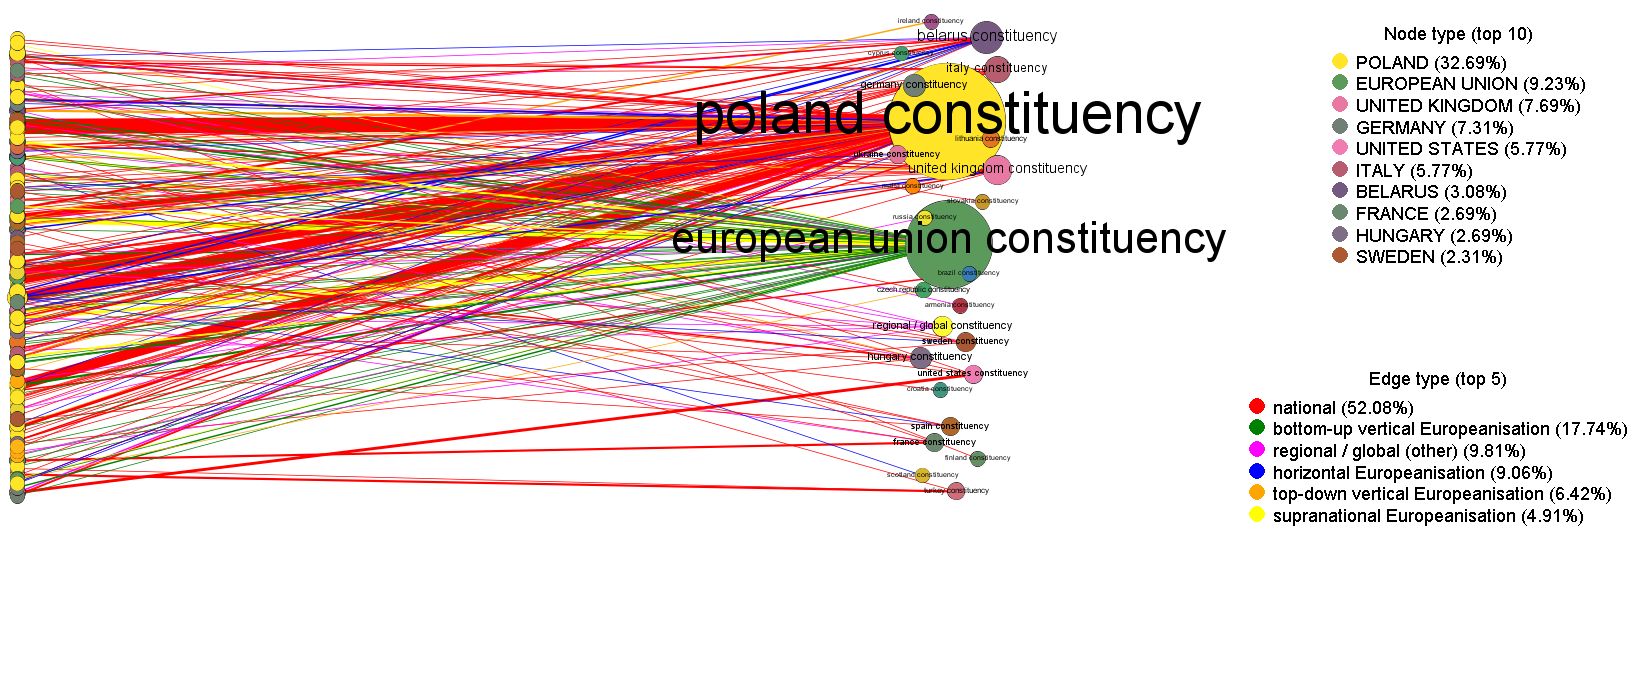 ireland constituency
belarus constituency
cyprus constituency
italy constituency
germany constituency
poland constituency
lithuania constituency
ukraine constituency
united kingdom constituency
malta constituency
slovakia constituency
russia constituency
european union constituency
brazil constituency
czech republic constituency
armenia constituency
regional / global constituency
sweden constituency
hungary constituency
united states constituency
croatia constituency
spain constituency
france constituency
finland constituency
scotland constituency
turkey constituency
Node type (top 10)
POLAND (32.69%)
EUROPEAN UNION (9.23%)
UNITED KINGDOM (7.69%)
GERMANY (7.31%)
UNITED STATES (5.77%)
ITALY (5.77%)
BELARUS (3.08%)
FRANCE (2.69%)
HUNGARY (2.69%)
SWEDEN (2.31%)
Edge type (top 5)
national (52.08%)
bottom-up vertical Europeanisation (17.74%)
regional / global (other) (9.81%)
horizontal Europeanisation (9.06%)
top-down vertical Europeanisation (6.42%)
supranational Europeanisation (4.91%)